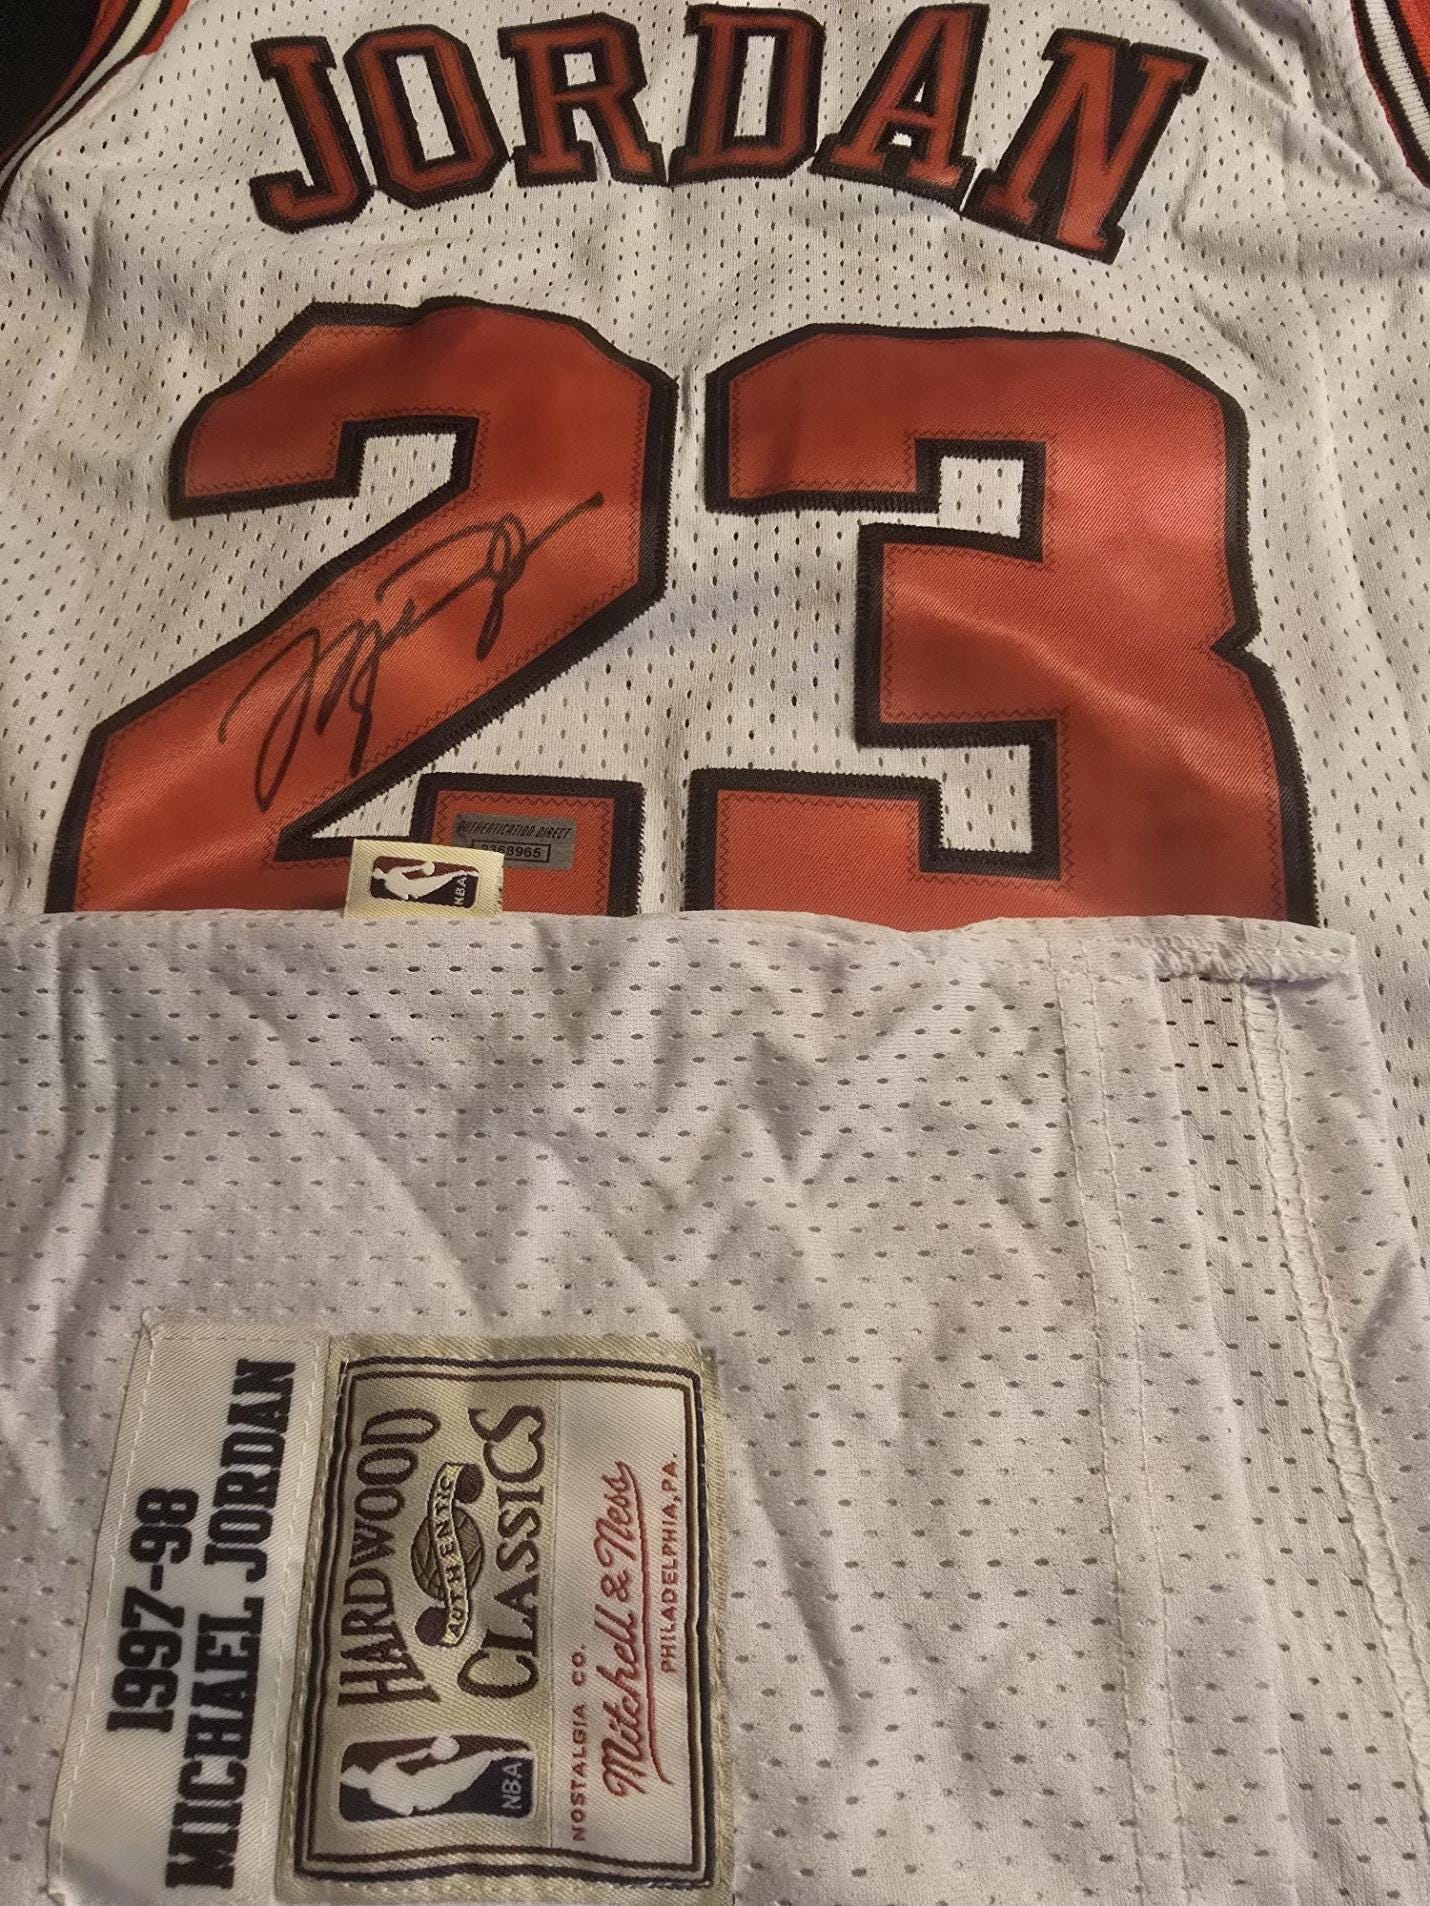 JORDAN
23
AUTHENTICATION DIRECT
2368965
NBA
1997-98
MICHAEL JORDAN
HARDWOOD
AUTHENTIC
CLASSICS
NBA
NOSTALGIA CO.
Mitchell & Ness
PHILADELPHIA, PA.